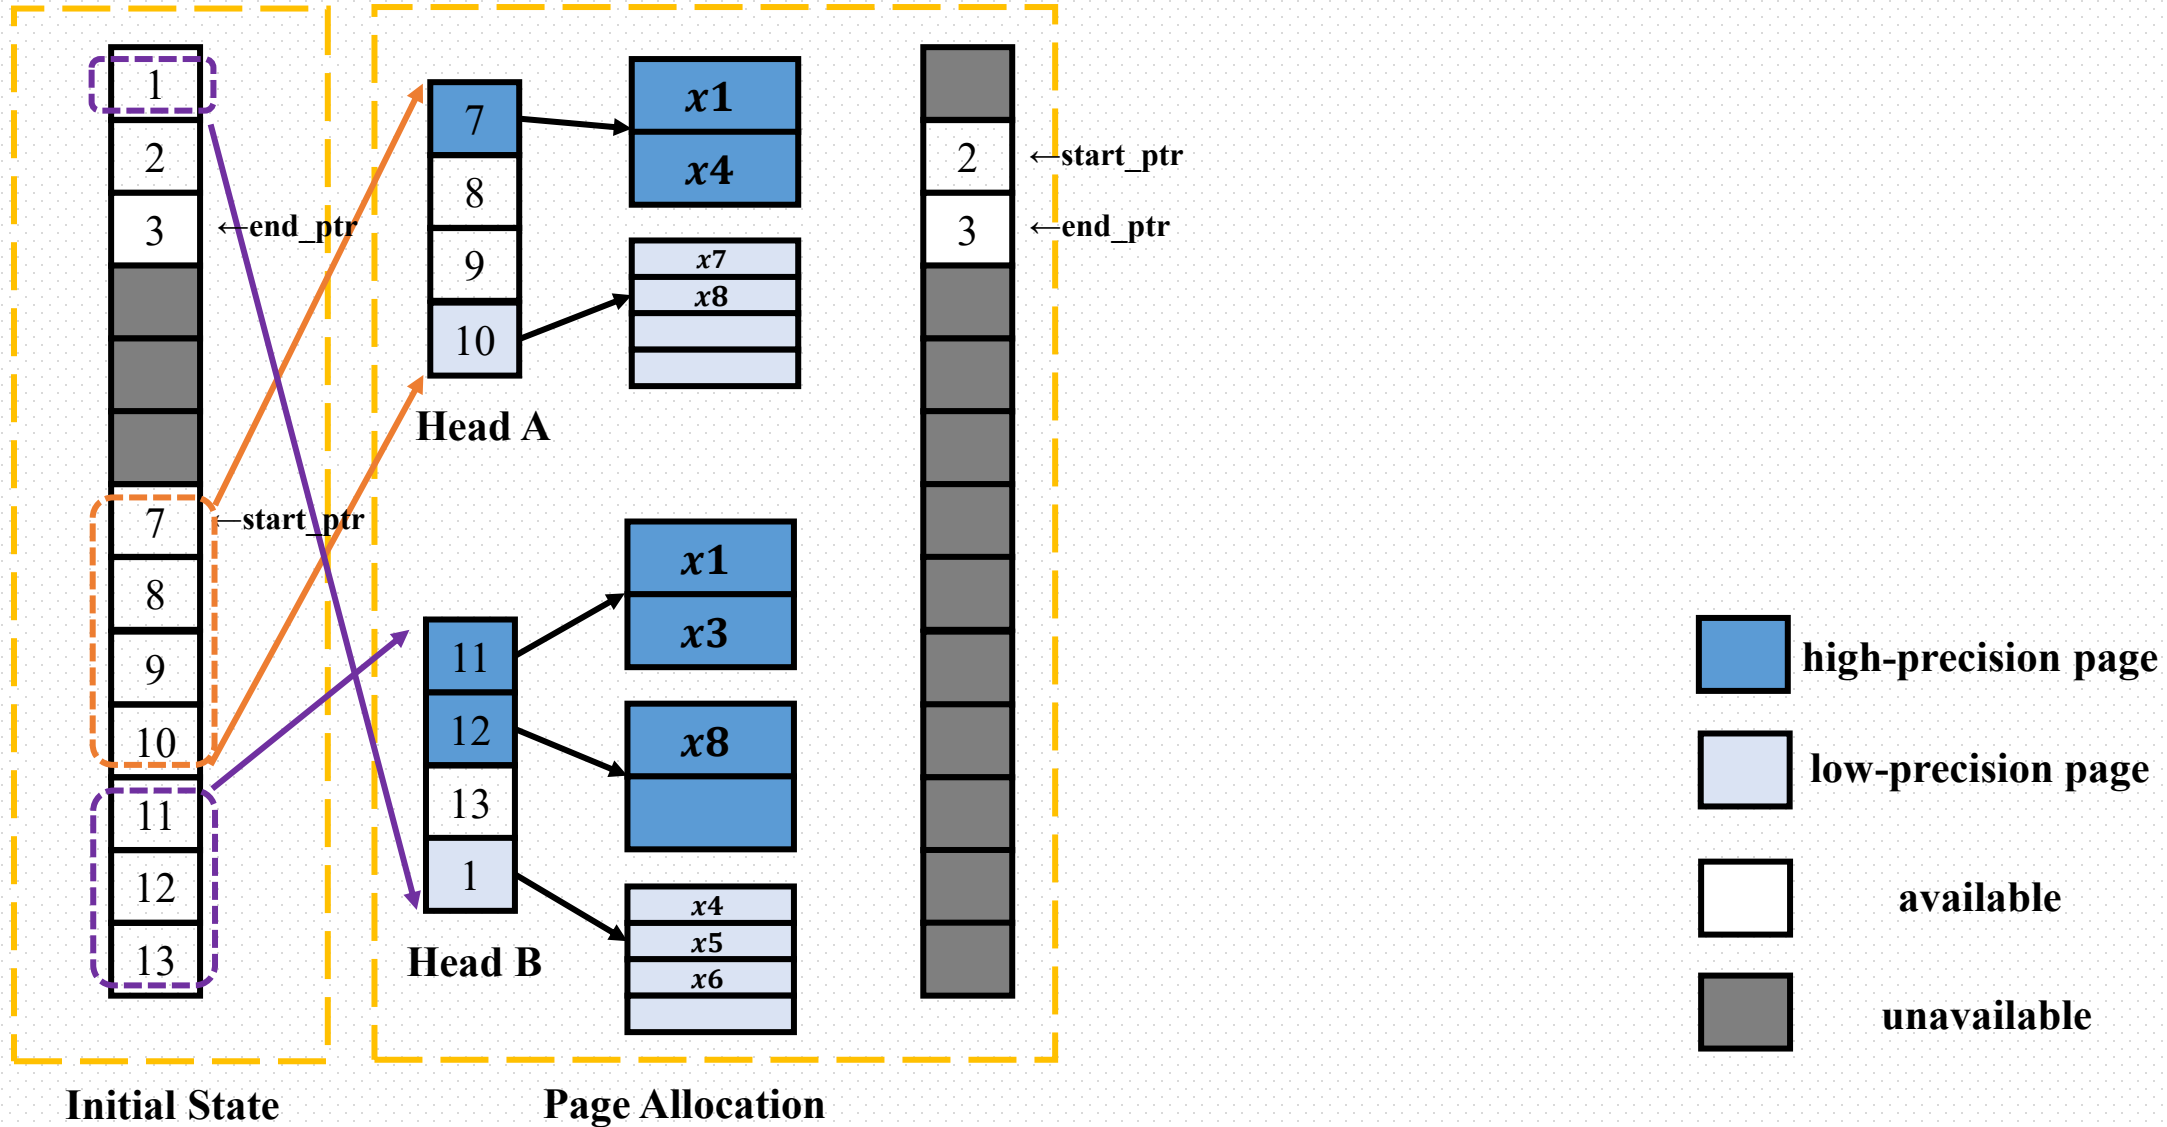 1
2
3
←end_ptr
7
←start_ptr
8
9
10
11
12
13
Initial State
7
8
9
10
Head A
x1
x4
x7
x8
11
12
13
1
Head B
x1
x3
x8
x4
x5
x6
2
←start_ptr
3
←end_ptr
Page Allocation
high-precision page
low-precision page
available
unavailable